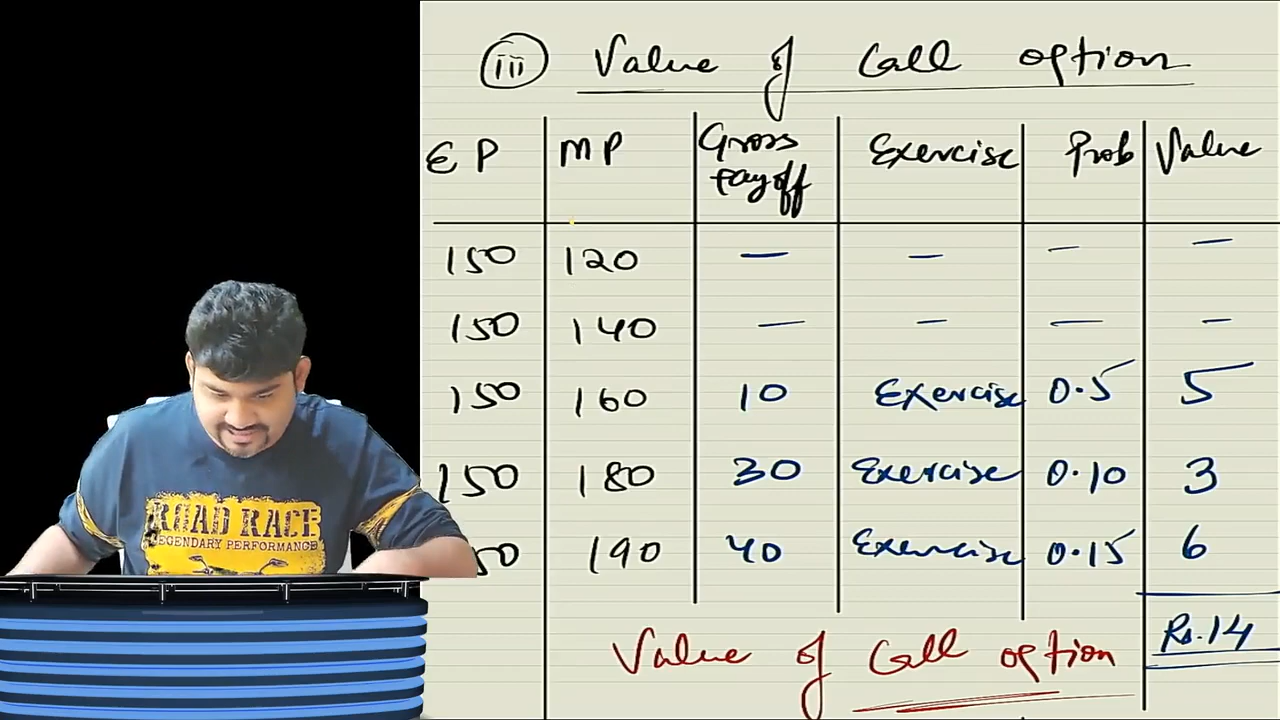 iii Value of Call option
EP MP Gross payoff Exercise Prob Value
150 120 — — — —
150 140 — — — —
150 160 10 Exercise 0.5 5
150 180 30 Exercise 0.10 3
50 190 40 Exercise 0.15 6
Rs.14
Value of Call option
ROAD RACE
LEGENDARY PERFORMANCE